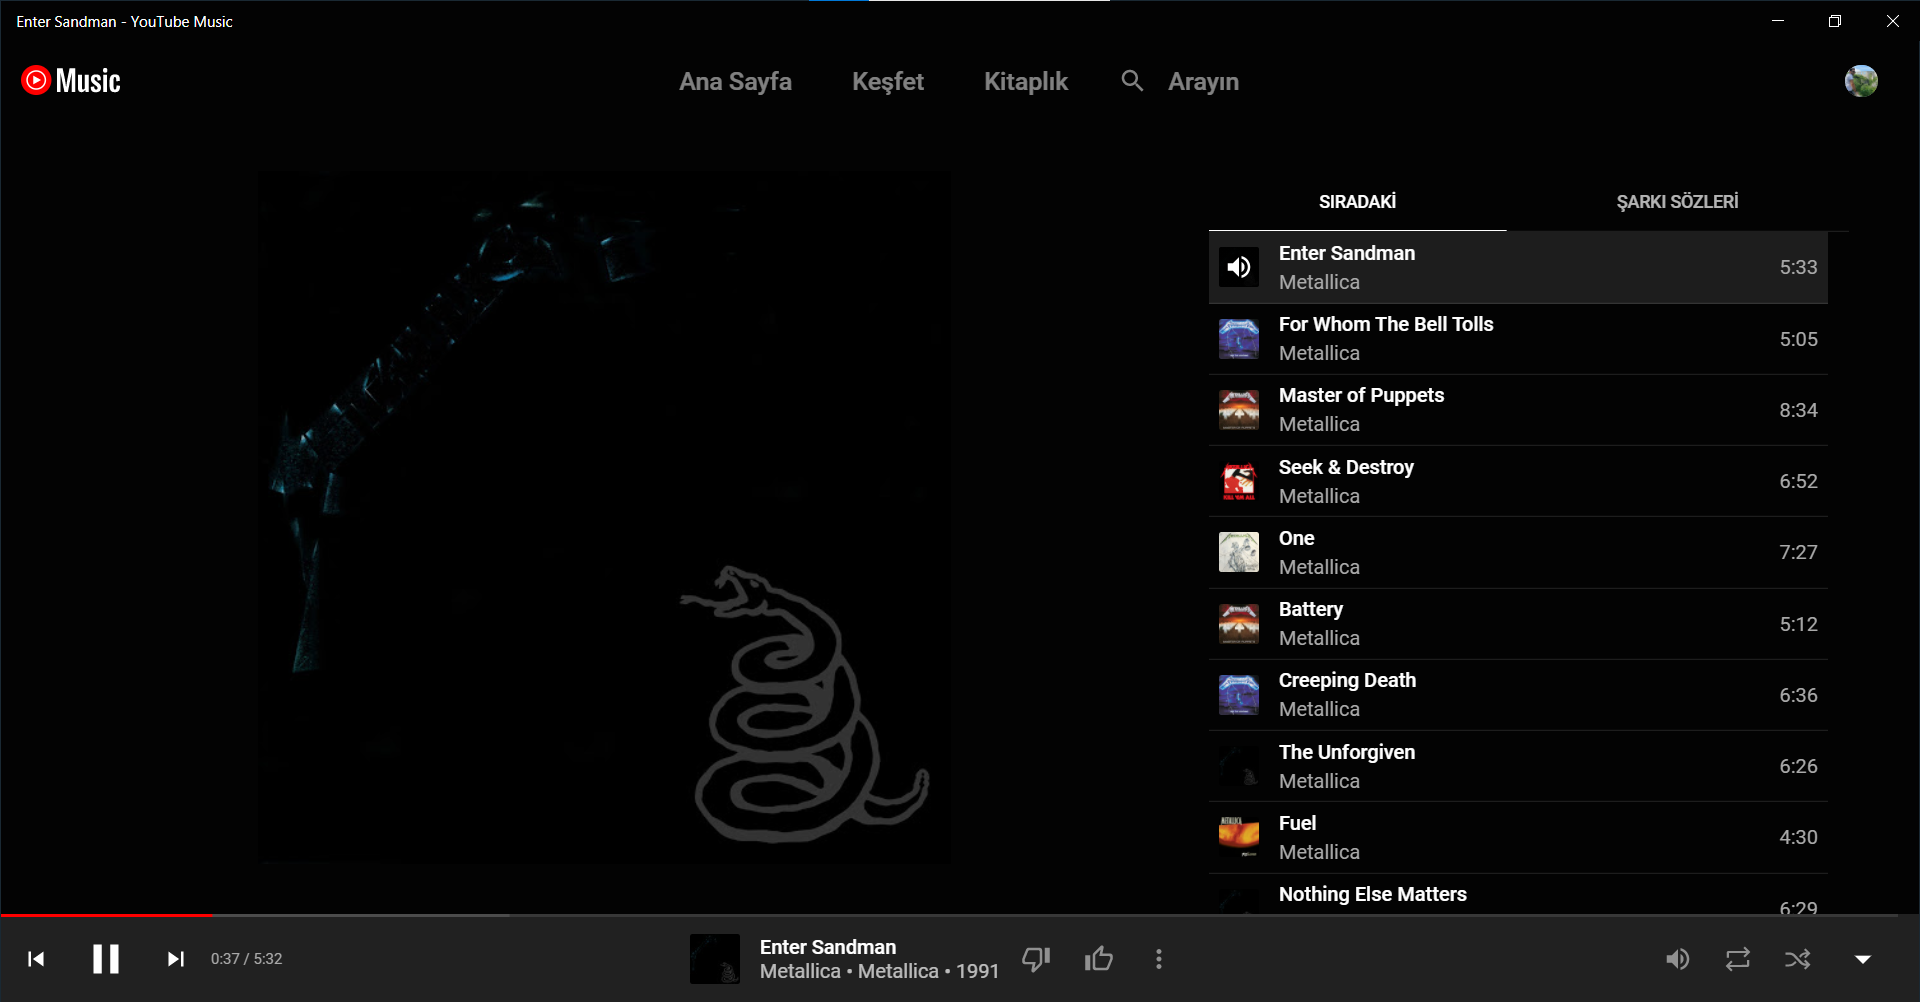 Enter Sandman - YouTube Music
Music
Ana Sayfa Keşfet Kitaplık Arayın
SIRADAKİ ŞARKI SÖZLERİ
Enter Sandman
Metallica
5:33
For Whom The Bell Tolls
Metallica
5:05
Master of Puppets
Metallica
8:34
Seek & Destroy
Metallica
6:52
One
Metallica
7:27
Battery
Metallica
5:12
Creeping Death
Metallica
6:36
The Unforgiven
Metallica
6:26
Fuel
Metallica
4:30
Nothing Else Matters
6:29
0:37 / 5:32
Enter Sandman
Metallica • Metallica • 1991